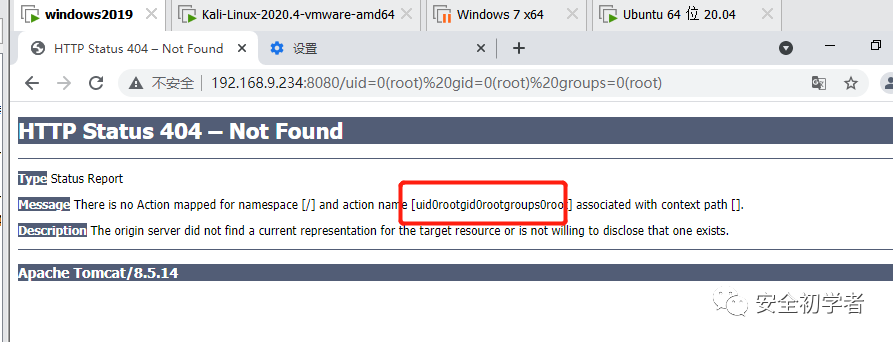 windows2019 Kali-Linux-2020.4-vmware-amd64 Windows 7 x64 Ubuntu 64 位 20.04
HTTP Status 404 – Not Found 设置
不安全 192.168.9.234:8080/uid=0(root)%20gid=0(root)%20groups=0(root)
HTTP Status 404 – Not Found
Type Status Report
Message There is no Action mapped for namespace [/] and action name [uid0rootgid0rootgroups0root] associated with context path [].
Description The origin server did not find a current representation for the target resource or is not willing to disclose that one exists.
Apache Tomcat/8.5.14
安全初学者